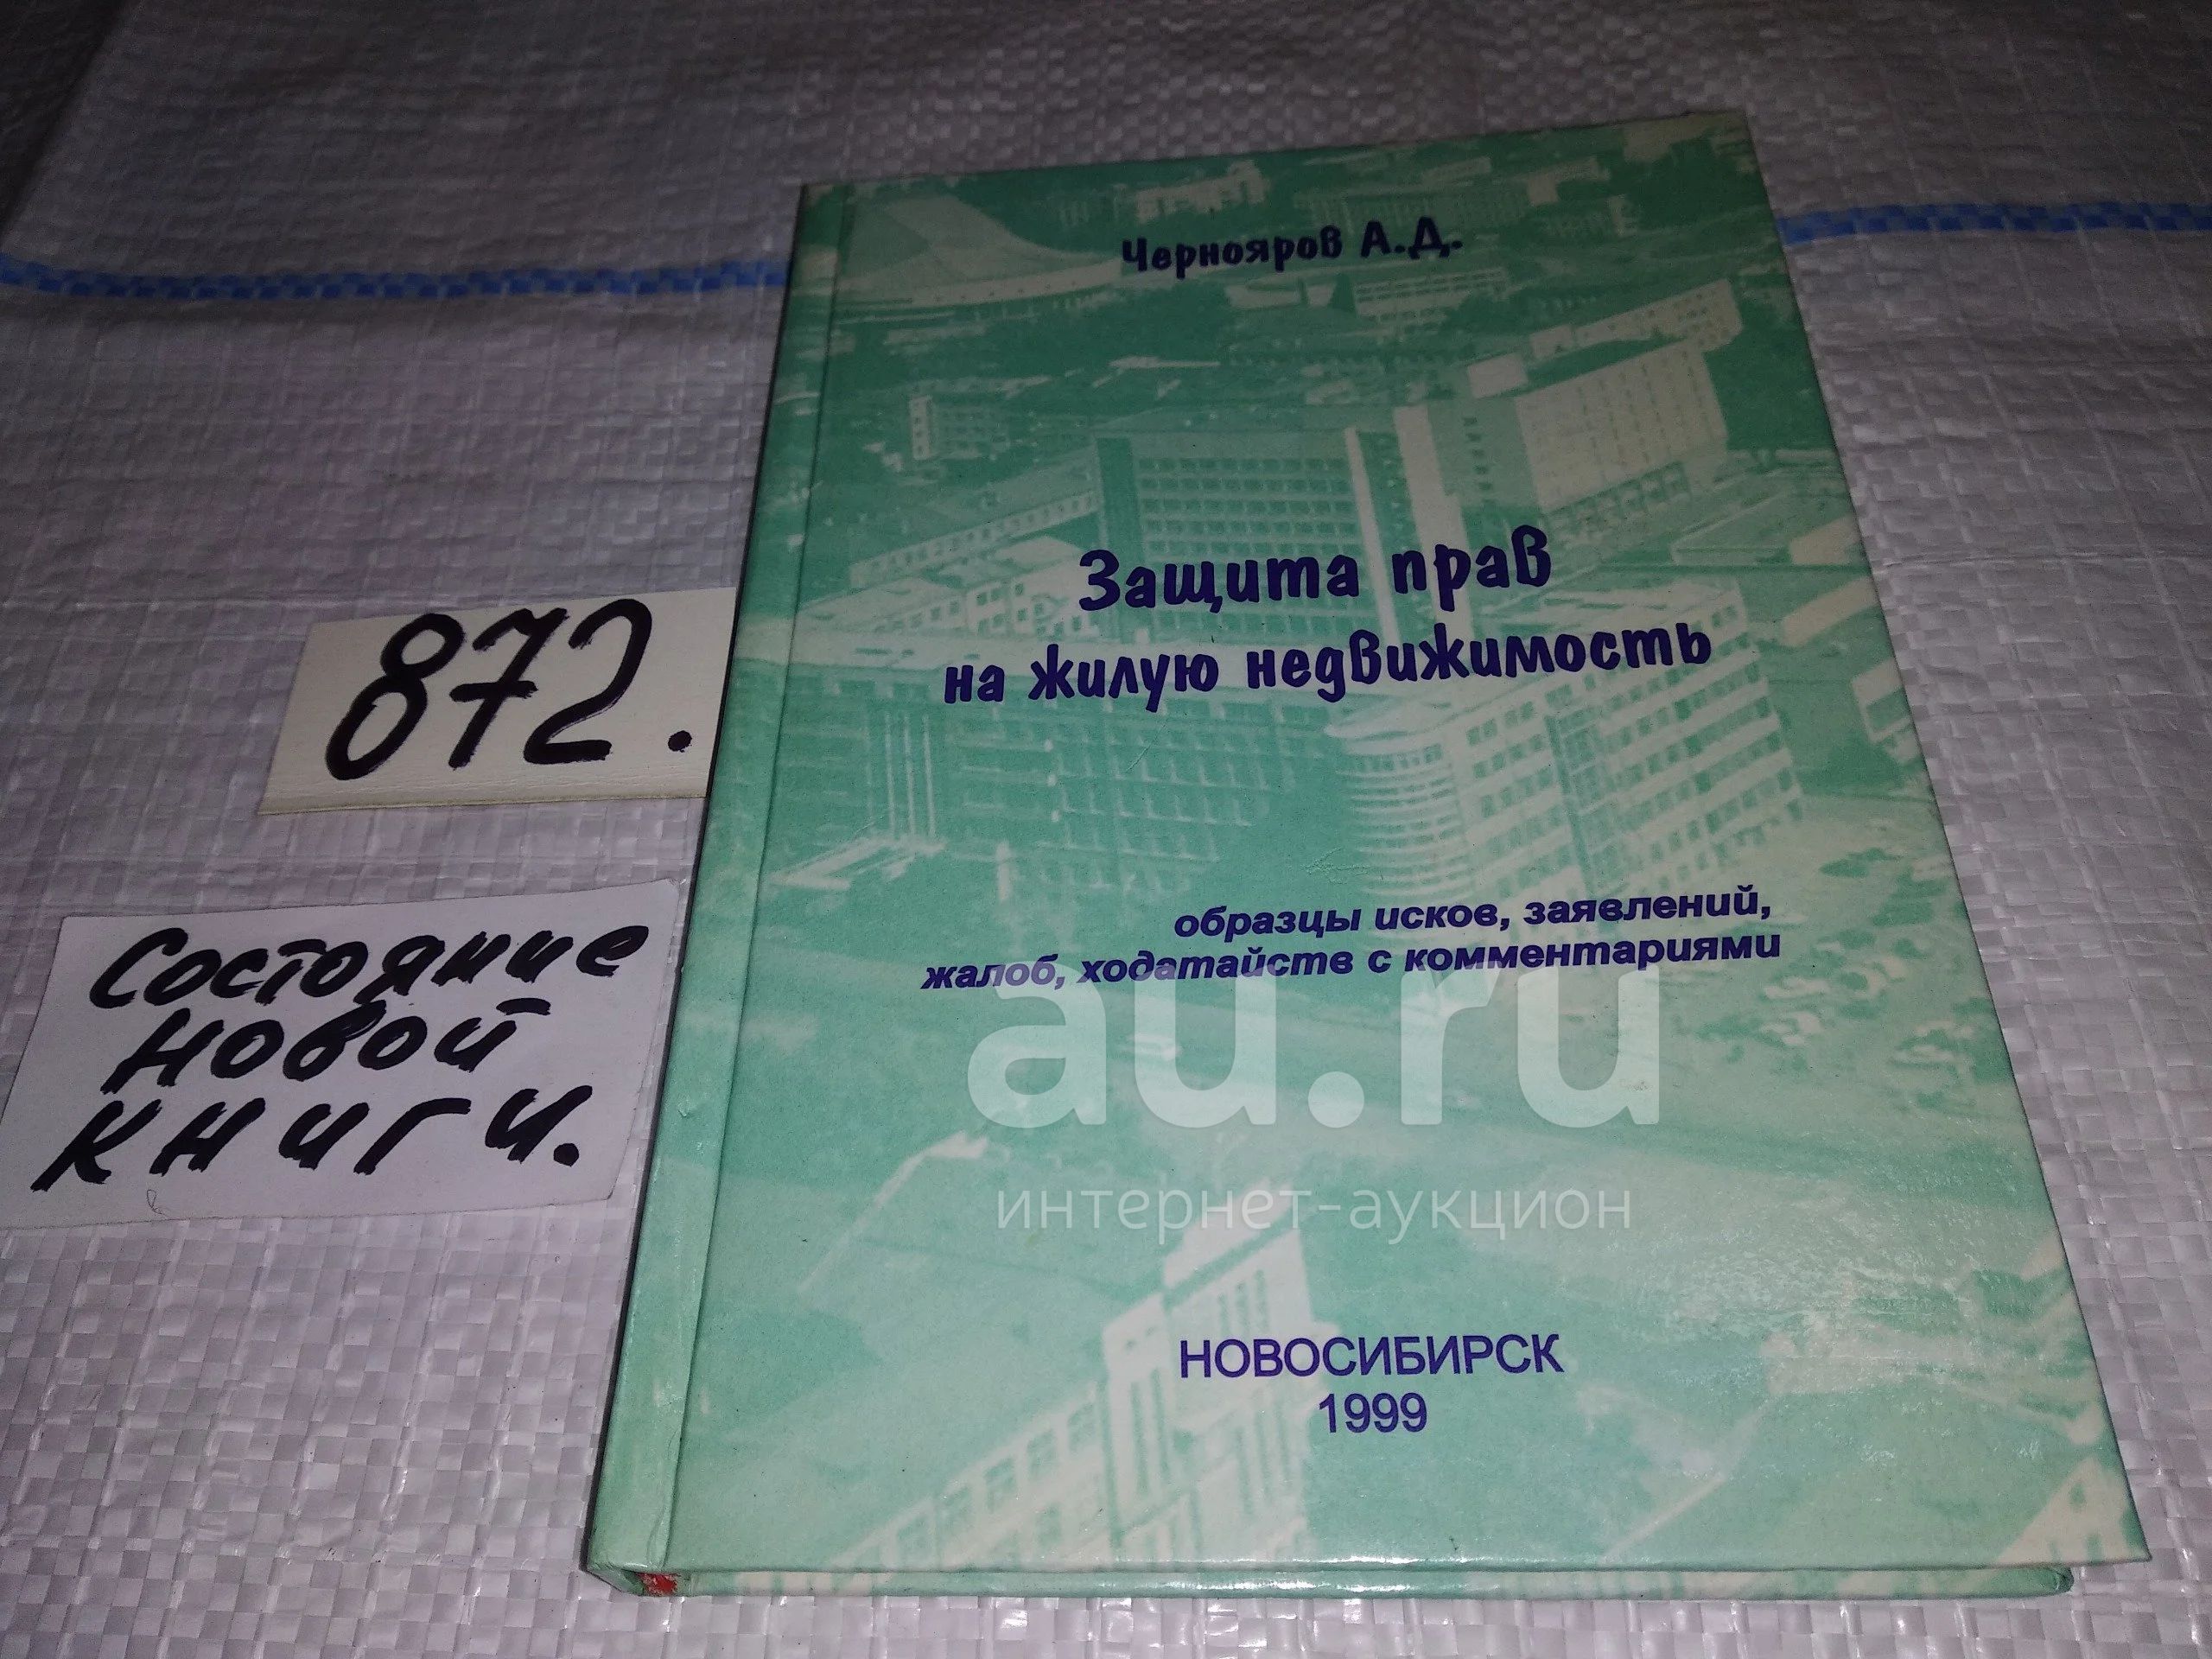 Чернояров А.Д.
Защита прав
на жилую недвижимость
образцы исков, заявлений,
жалоб, ходатайств с комментариями
НОВОСИБИРСК
1999
872.
Состояние
новой
книги.
au.ru
интернет-аукцион